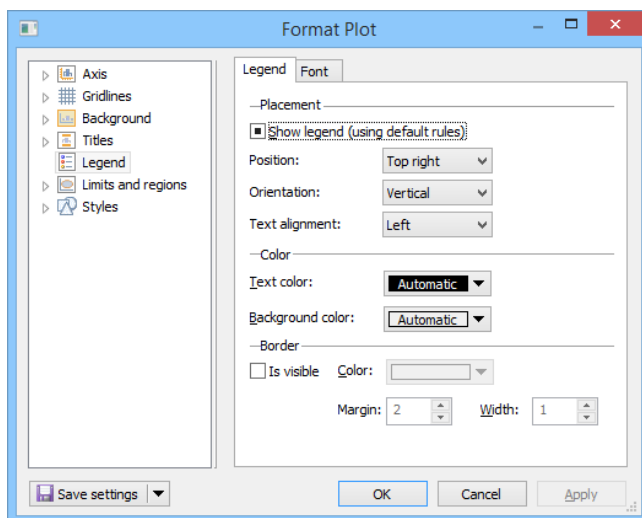 Format Plot
Axis
Gridlines
Background
Titles
Legend
Limits and regions
Styles
Legend Font
Placement
Show legend (using default rules)
Position: Top right
Orientation: Vertical
Text alignment: Left
Color
Text color: Automatic
Background color: Automatic
Border
Is visible Color:
Margin: 2 Width: 1
Save settings OK Cancel Apply